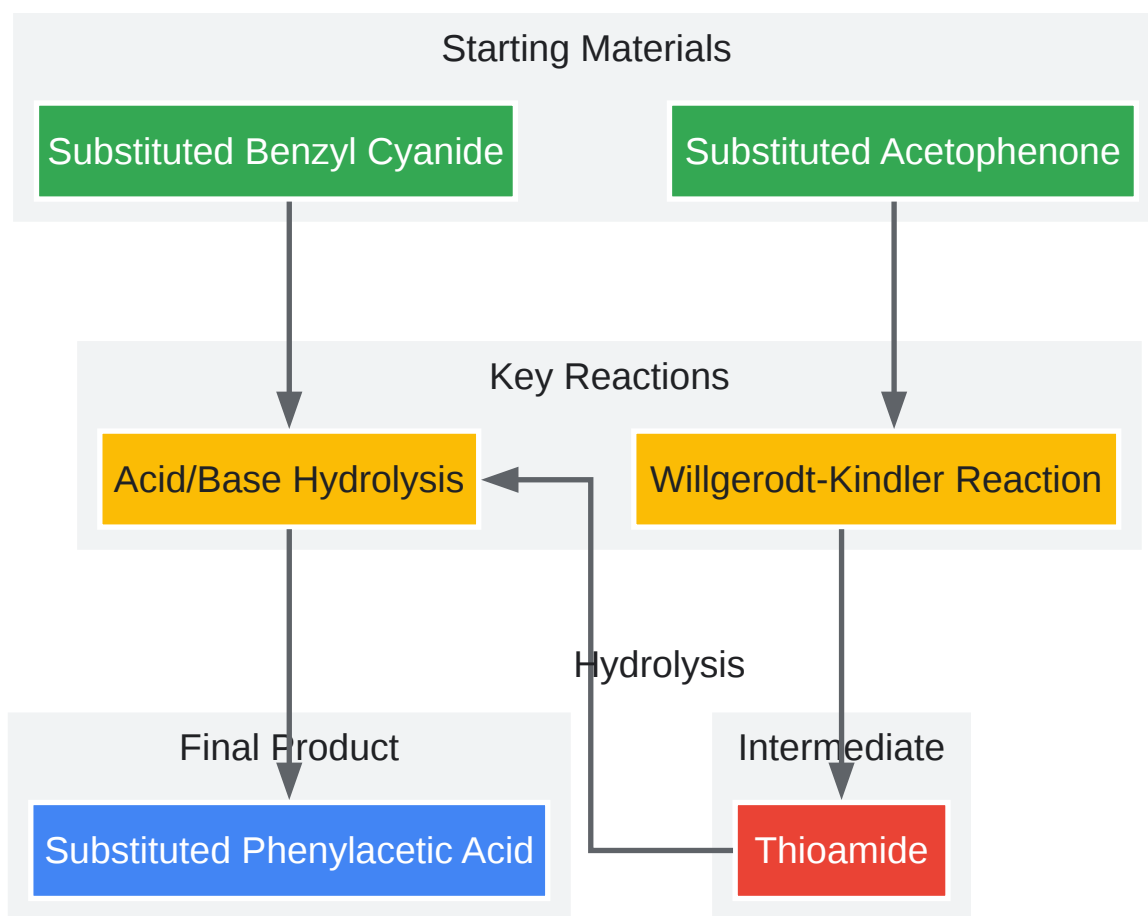 Starting Materials
Substituted Benzyl Cyanide
Substituted Acetophenone
Key Reactions
Acid/Base Hydrolysis
Willgerodt-Kindler Reaction
Hydrolysis
Final Product
Intermediate
Substituted Phenylacetic Acid
Thioamide